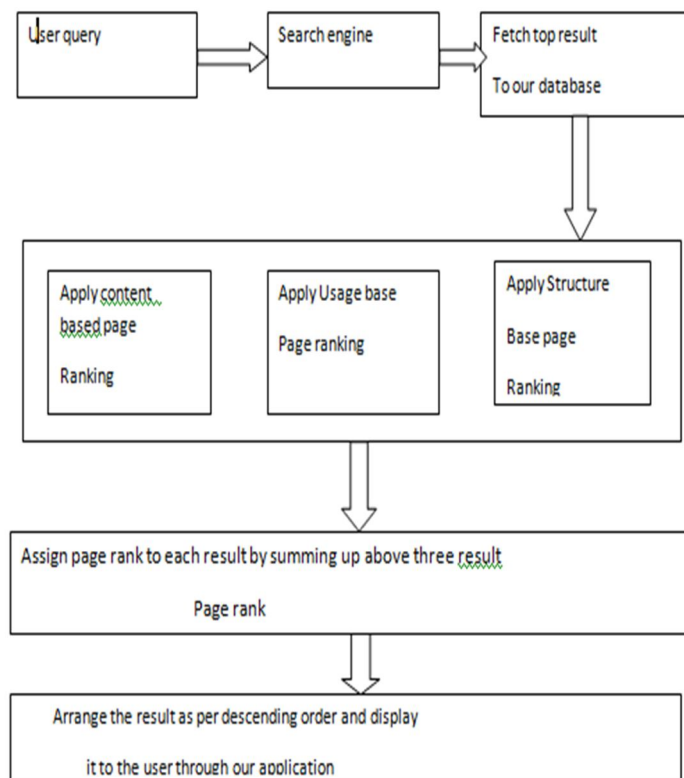 User query
Search engine
Fetch top result
To our database
Apply content
based page
Ranking
Apply Usage base
Page ranking
Apply Structure
Base page
Ranking
Assign page rank to each result by summing up above three result
Page rank
Arrange the result as per descending order and display
it to the user through our application